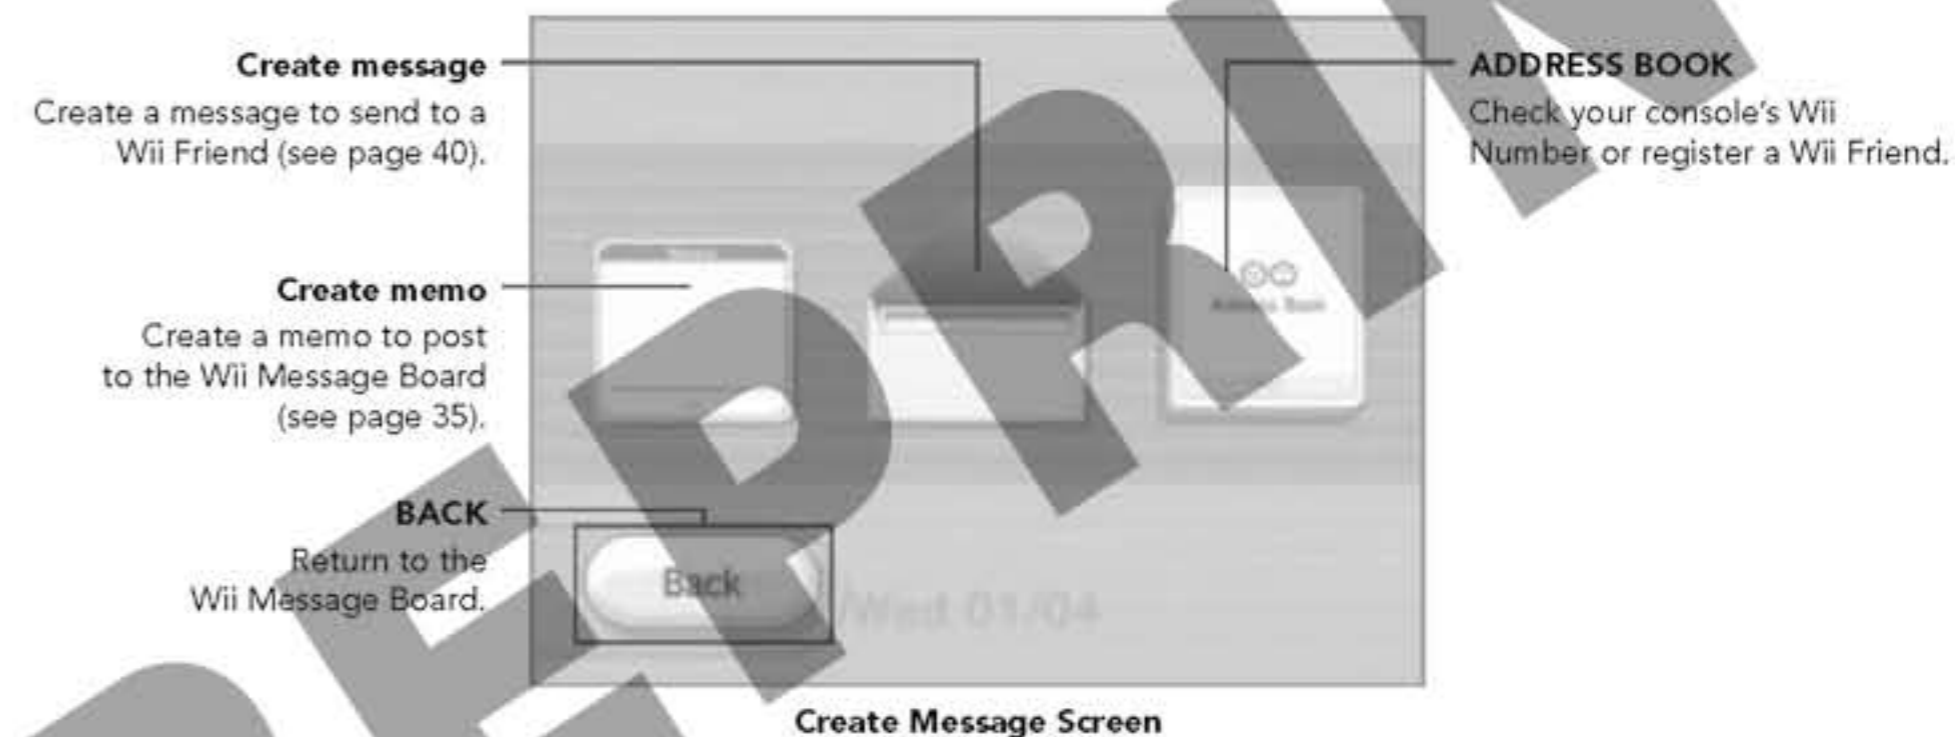 Create message
Create a message to send to a
Wii Friend (see page 40).
ADDRESS BOOK
Check your console's Wii
Number or register a Wii Friend.
Create memo
Create a memo to post
to the Wii Message Board
(see page 35).
Address Book
BACK
Return to the
Wii Message Board.
Back
Wed 01/04
Create Message Screen